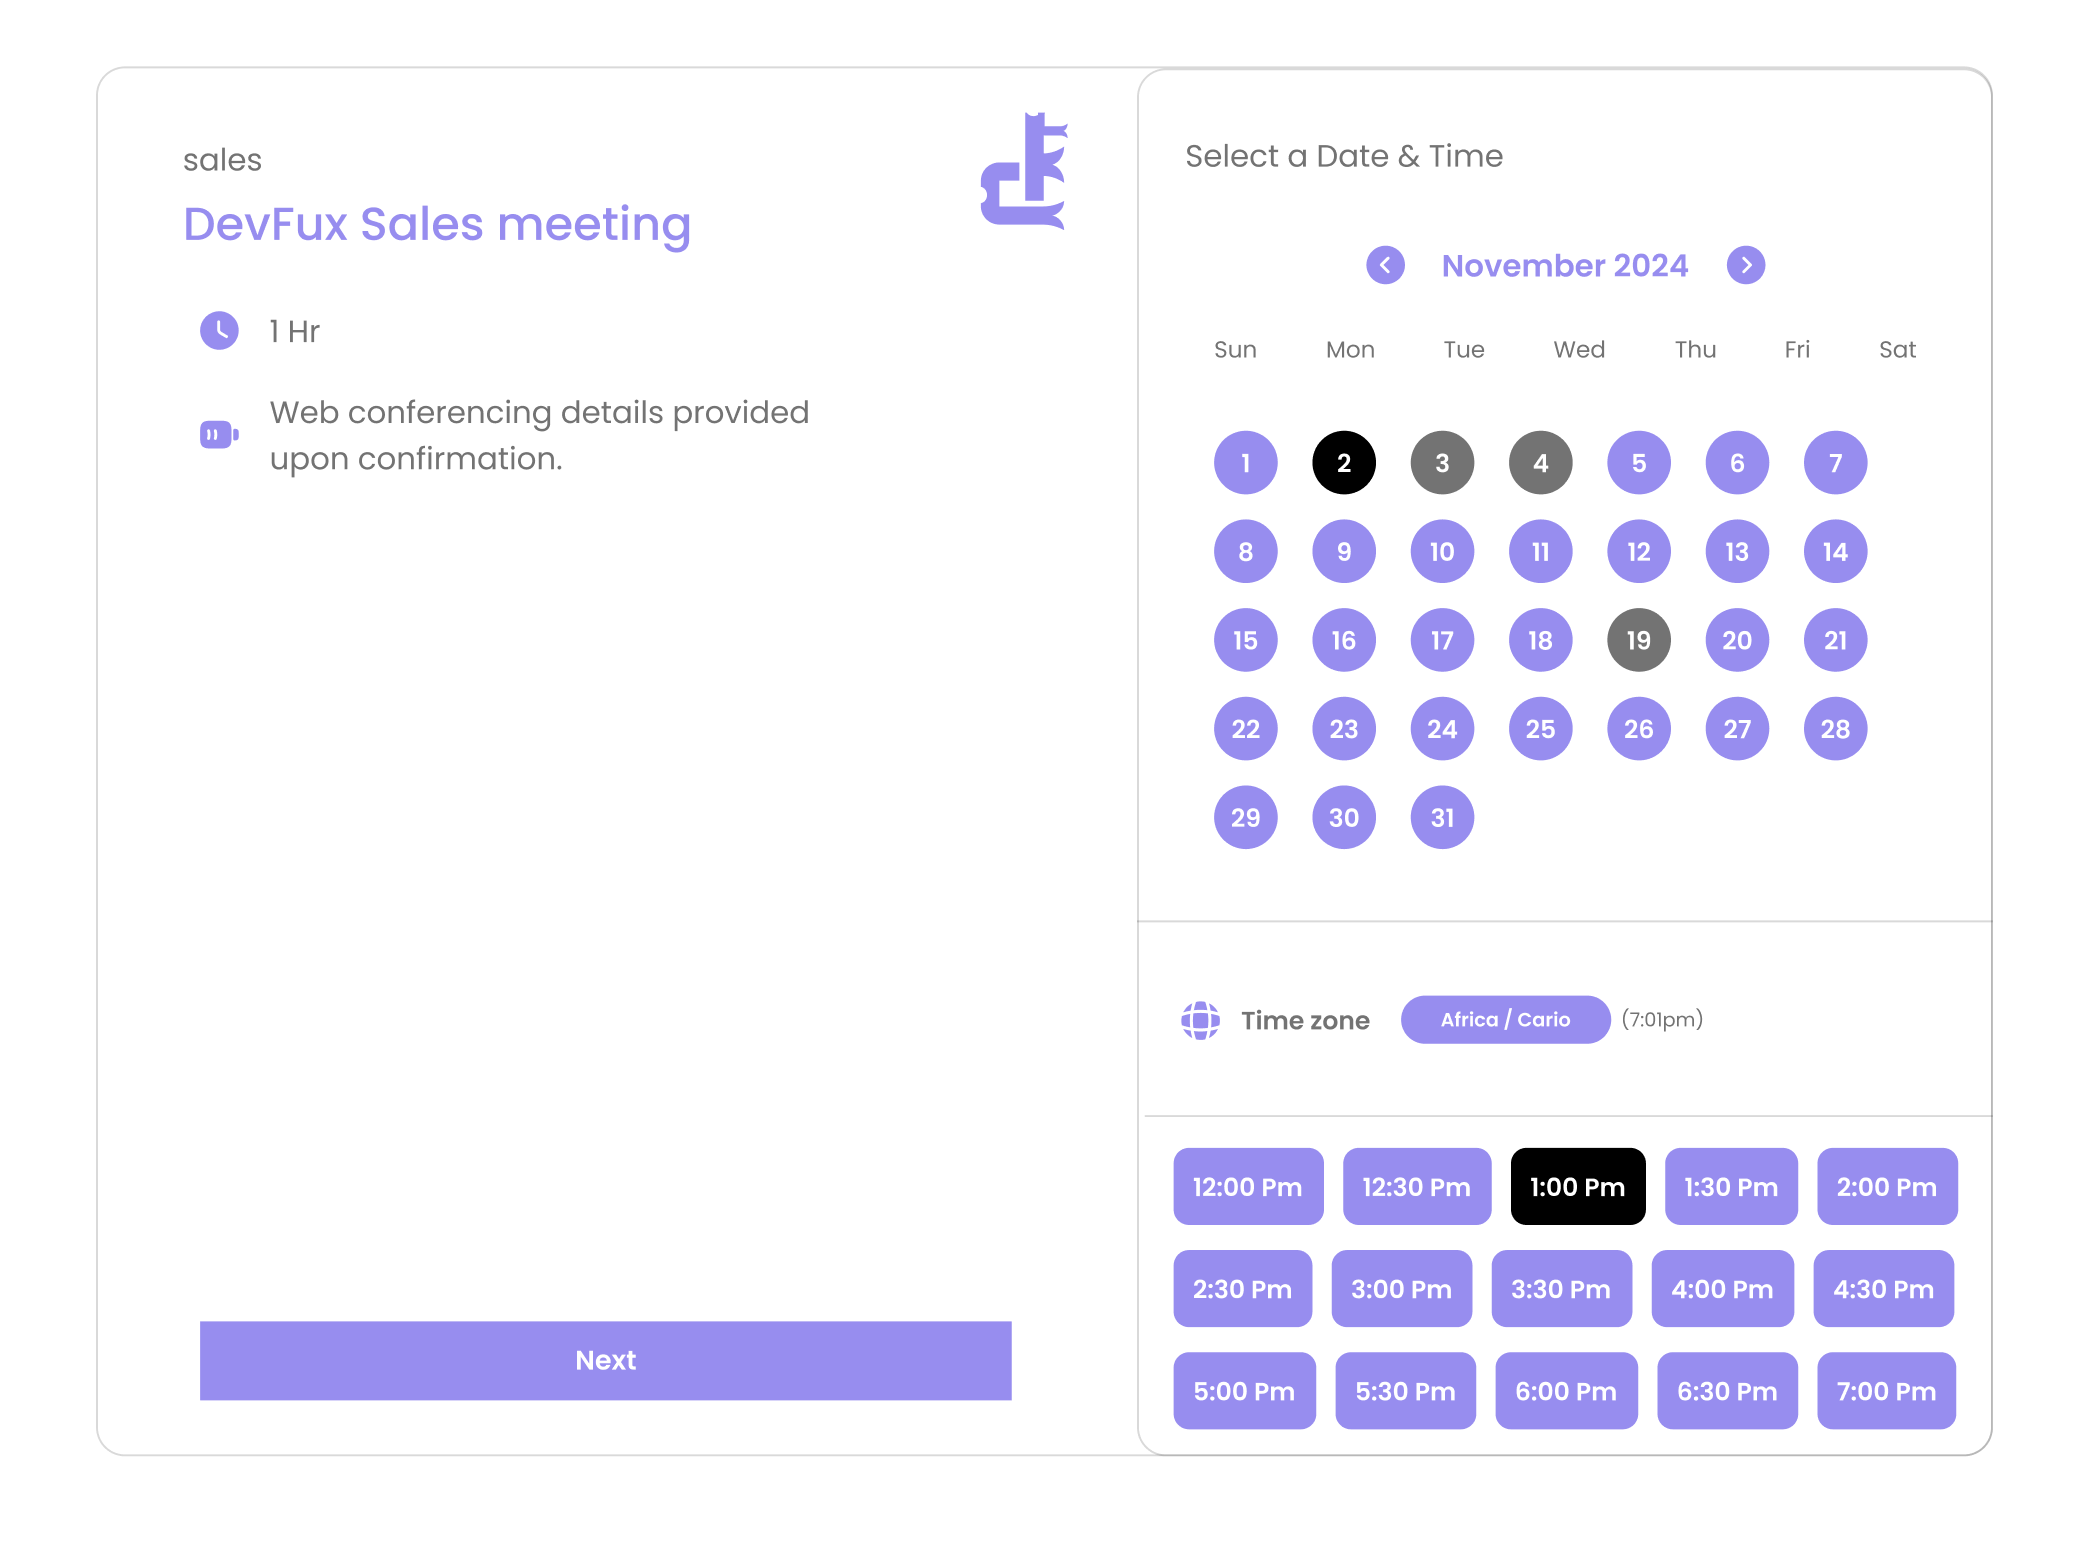 sales
DevFux Sales meeting
1 Hr
Web conferencing details provided
upon confirmation.
Next
Select a Date & Time
November 2024
Sun Mon Tue Wed Thu Fri Sat
1 2 3 4 5 6 7
8 9 10 11 12 13 14
15 16 17 18 19 20 21
22 23 24 25 26 27 28
29 30 31
Time zone Africa / Cario (7:01pm)
12:00 Pm 12:30 Pm 1:00 Pm 1:30 Pm 2:00 Pm
2:30 Pm 3:00 Pm 3:30 Pm 4:00 Pm 4:30 Pm
5:00 Pm 5:30 Pm 6:00 Pm 6:30 Pm 7:00 Pm